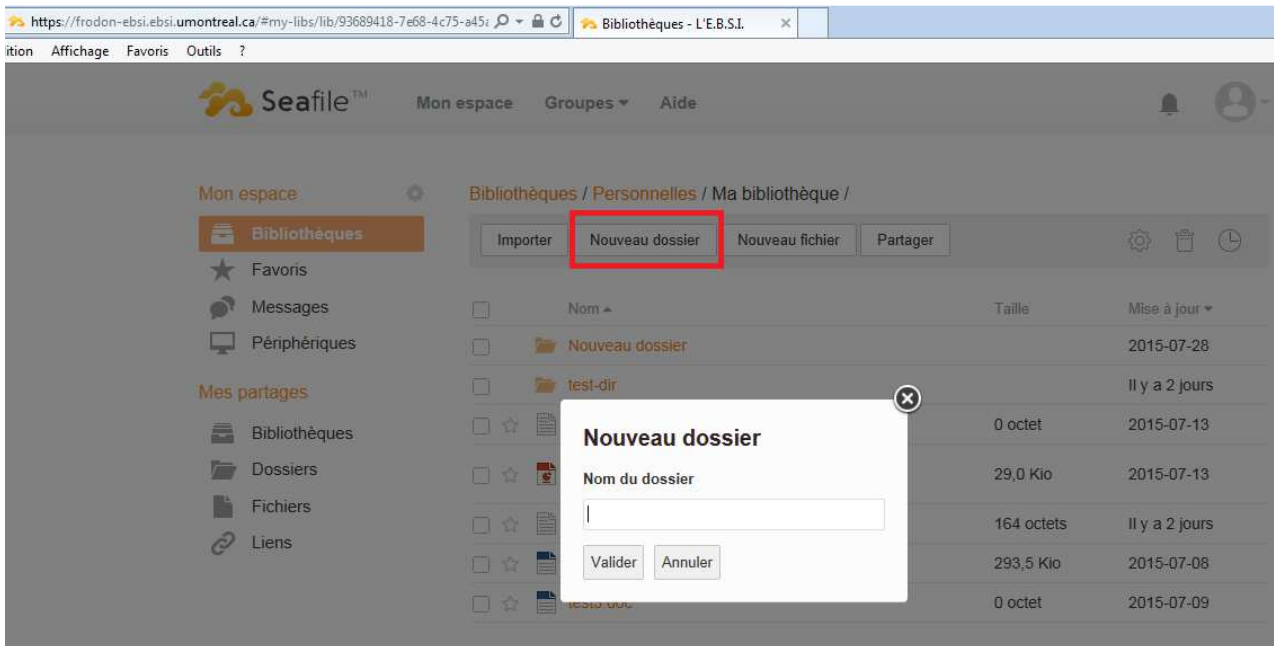 https://frodon-ebsi.ebsi.umontreal.ca/#my-libs/lib/93689418-7e68-4c75-a45 Bibliothèques - L'E.B.S.I.
ition Affichage Favoris Outils ?
Seafile™ Mon espace Groupes Aide
Mon espace
Bibliothèques
Favoris
Messages
Périphériques
Mes partages
Bibliothèques
Dossiers
Fichiers
Liens
Bibliothèques / Personnelles / Ma bibliothèque /
Importer Nouveau dossier Nouveau fichier Partager
Nom Taille Mise à jour
Nouveau dossier 2015-07-28
test-dir Il y a 2 jours
0 octet 2015-07-13
29,0 Kio 2015-07-13
164 octets Il y a 2 jours
293,5 Kio 2015-07-08
test5.doc 0 octet 2015-07-09
Nouveau dossier
Nom du dossier
Valider Annuler